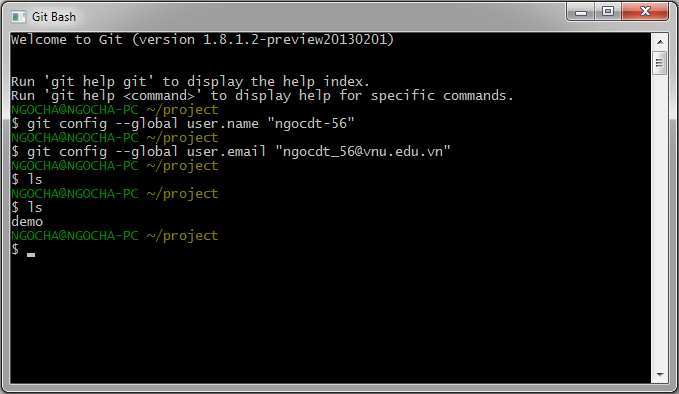 Git Bash
Welcome to Git (version 1.8.1.2-preview20130201)
Run 'git help git' to display the help index.
Run 'git help <command>' to display help for specific commands.
NGOCHA@NGOCHA-PC ~/project
$ git config --global user.name "ngocdt-56"
NGOCHA@NGOCHA-PC ~/project
$ git config --global user.email "ngocdt_56@vnu.edu.vn"
NGOCHA@NGOCHA-PC ~/project
$ ls
NGOCHA@NGOCHA-PC ~/project
$ ls
demo
NGOCHA@NGOCHA-PC ~/project
$